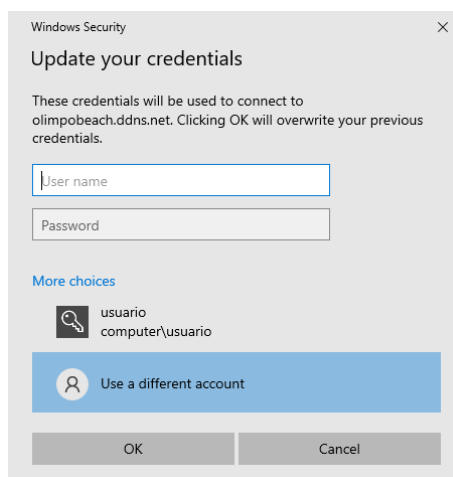 Windows Security
Update your credentials
These credentials will be used to connect to
olimpobeach.ddns.net. Clicking OK will overwrite your previous
credentials.
User name
Password
More choices
usuario
computer\usuario
Use a different account
OK
Cancel